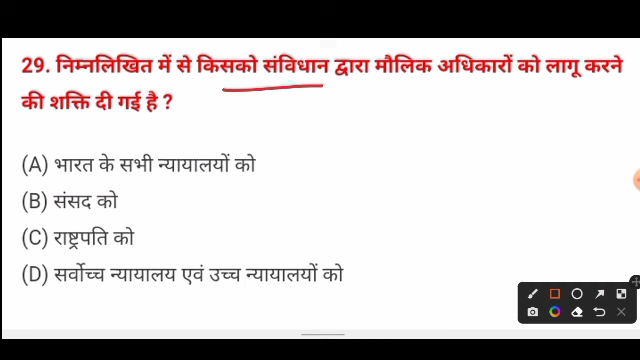 29. निम्नलिखित में से किसको संविधान द्वारा मौलिक अधिकारों को लागू करने
की शक्ति दी गई है ?
(A) भारत के सभी न्यायालयों को
(B) संसद को
(C) राष्ट्रपति को
(D) सर्वोच्च न्यायालय एवं उच्च न्यायालयों को